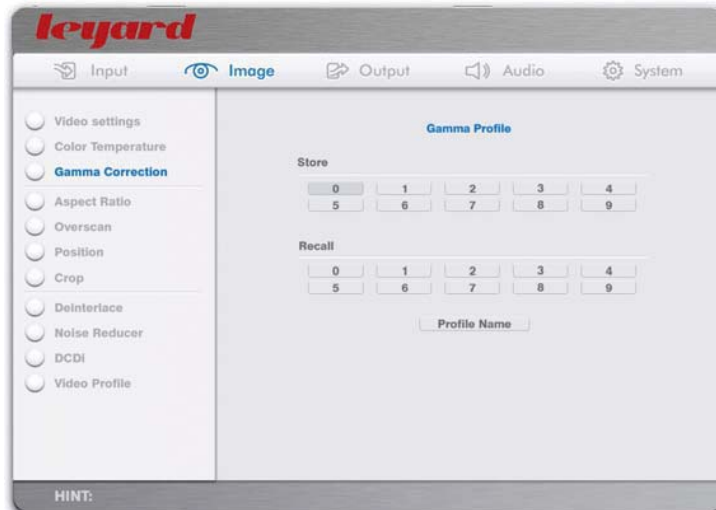 leyard
Input Image Output Audio System
Video settings
Color Temperature
Gamma Correction
Aspect Ratio
Overscan
Position
Crop
Deinterlace
Noise Reducer
DCDi
Video Profile
Gamma Profile
Store
0 1 2 3 4
5 6 7 8 9
Recall
0 1 2 3 4
5 6 7 8 9
Profile Name
HINT: